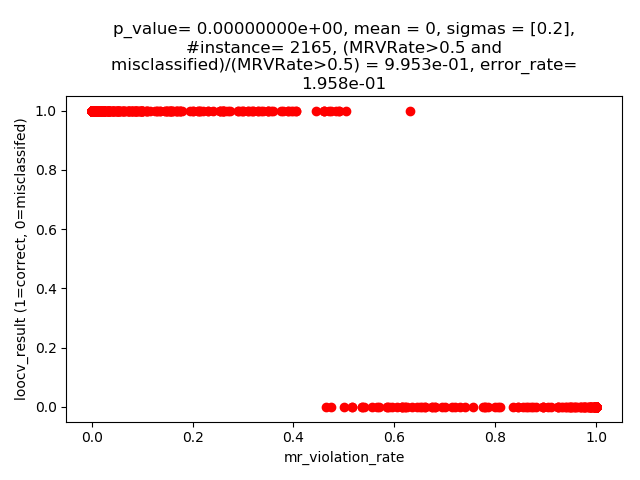 p_value= 0.00000000e+00, mean = 0, sigmas = [0.2],
#instance= 2165, (MRVRate>0.5 and
misclassified)/(MRVRate>0.5) = 9.953e-01, error_rate=
1.958e-01
loocv_result (1=correct, 0=misclassifed)
1.0
0.8
0.6
0.4
0.2
0.0
0.0 0.2 0.4 0.6 0.8 1.0
mr_violation_rate